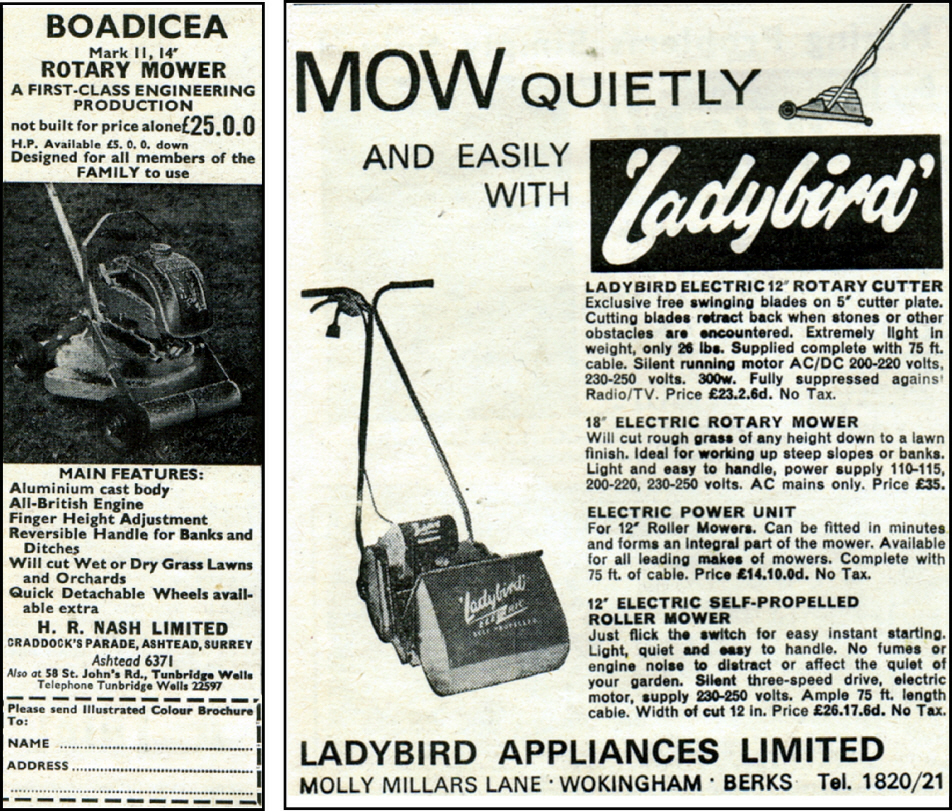 BOADICEA
Mark 11, 14"
ROTARY MOWER
A FIRST-CLASS ENGINEERING
PRODUCTION
not built for price alone £25.0.0
H.P. Available £5. 0. 0. down
Designed for all members of the
FAMILY to use
MAIN FEATURES:
Aluminium cast body
All-British Engine
Finger Height Adjustment
Reversible Handle for Banks and
Ditches
Will cut Wet or Dry Grass Lawns
and Orchards
Quick Detachable Wheels avail-
able extra
H. R. NASH LIMITED
CRADDOCK'S PARADE, ASHTEAD, SURREY
Ashtead 6371
Also at 58 St. John's Rd., Tunbridge Wells
Telephone Tunbridge Wells 22597
Please send Illustrated Colour Brochure
To:
NAME
ADDRESS
MOW QUIETLY
AND EASILY
WITH
'Ladybird'
LADYBIRD ELECTRIC 12" ROTARY CUTTER
Exclusive free swinging blades on 5" cutter plate.
Cutting blades retract back when stones or other
obstacles are encountered. Extremely light in
weight, only 26 lbs. Supplied complete with 75 ft.
cable. Silent running motor AC/DC 200-220 volts,
230-250 volts. 300w. Fully suppressed against
Radio/TV. Price £23.2.6d. No Tax.
18" ELECTRIC ROTARY MOWER
Will cut rough grass of any height down to a lawn
finish. Ideal for working up steep slopes or banks.
Light and easy to handle, power supply 110-115,
200-220, 230-250 volts. AC mains only. Price £35.
ELECTRIC POWER UNIT
For 12" Roller Mowers. Can be fitted in minutes
and forms an integral part of the mower. Available
for all leading makes of mowers. Complete with
75 ft. of cable. Price £14.10.0d. No Tax.
12" ELECTRIC SELF-PROPELLED
ROLLER MOWER
Just flick the switch for easy instant starting.
Light, quiet and easy to handle. No fumes or
engine noise to distract or affect the quiet of
your garden. Silent three-speed drive, electric
motor, supply 230-250 volts. Ample 75 ft. length
cable. Width of cut 12 in. Price £26.17.6d. No Tax.
'Ladybird'
SELF PROPELLED
LADYBIRD APPLIANCES LIMITED
MOLLY MILLARS LANE · WOKINGHAM · BERKS Tel. 1820/21